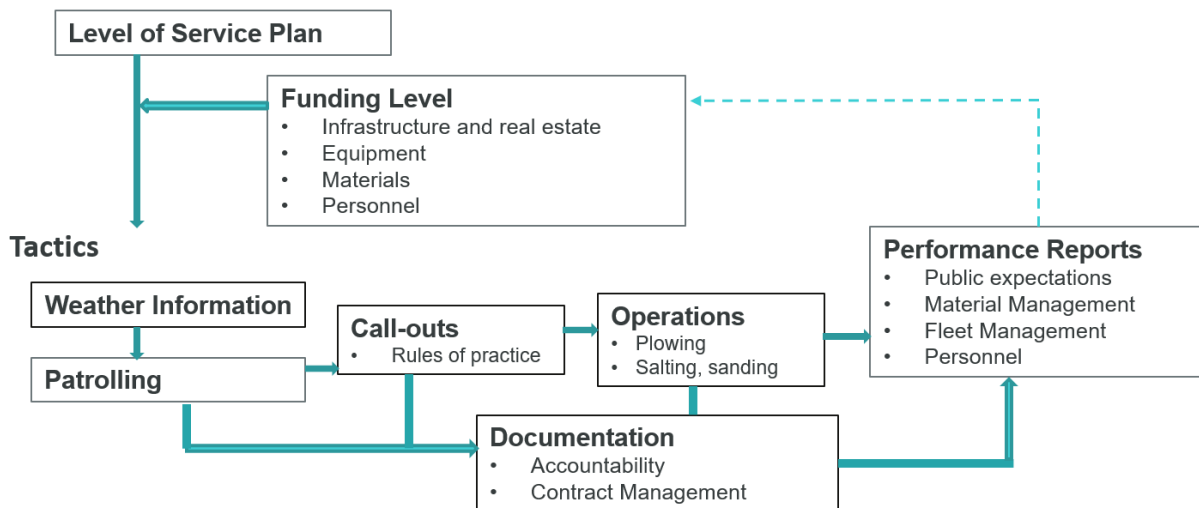 Level of Service Plan
Funding Level
• Infrastructure and real estate
• Equipment
• Materials
• Personnel
Tactics
Weather Information
Patrolling
Call-outs
• Rules of practice
Operations
• Plowing
• Salting, sanding
Documentation
• Accountability
• Contract Management
Performance Reports
• Public expectations
• Material Management
• Fleet Management
• Personnel